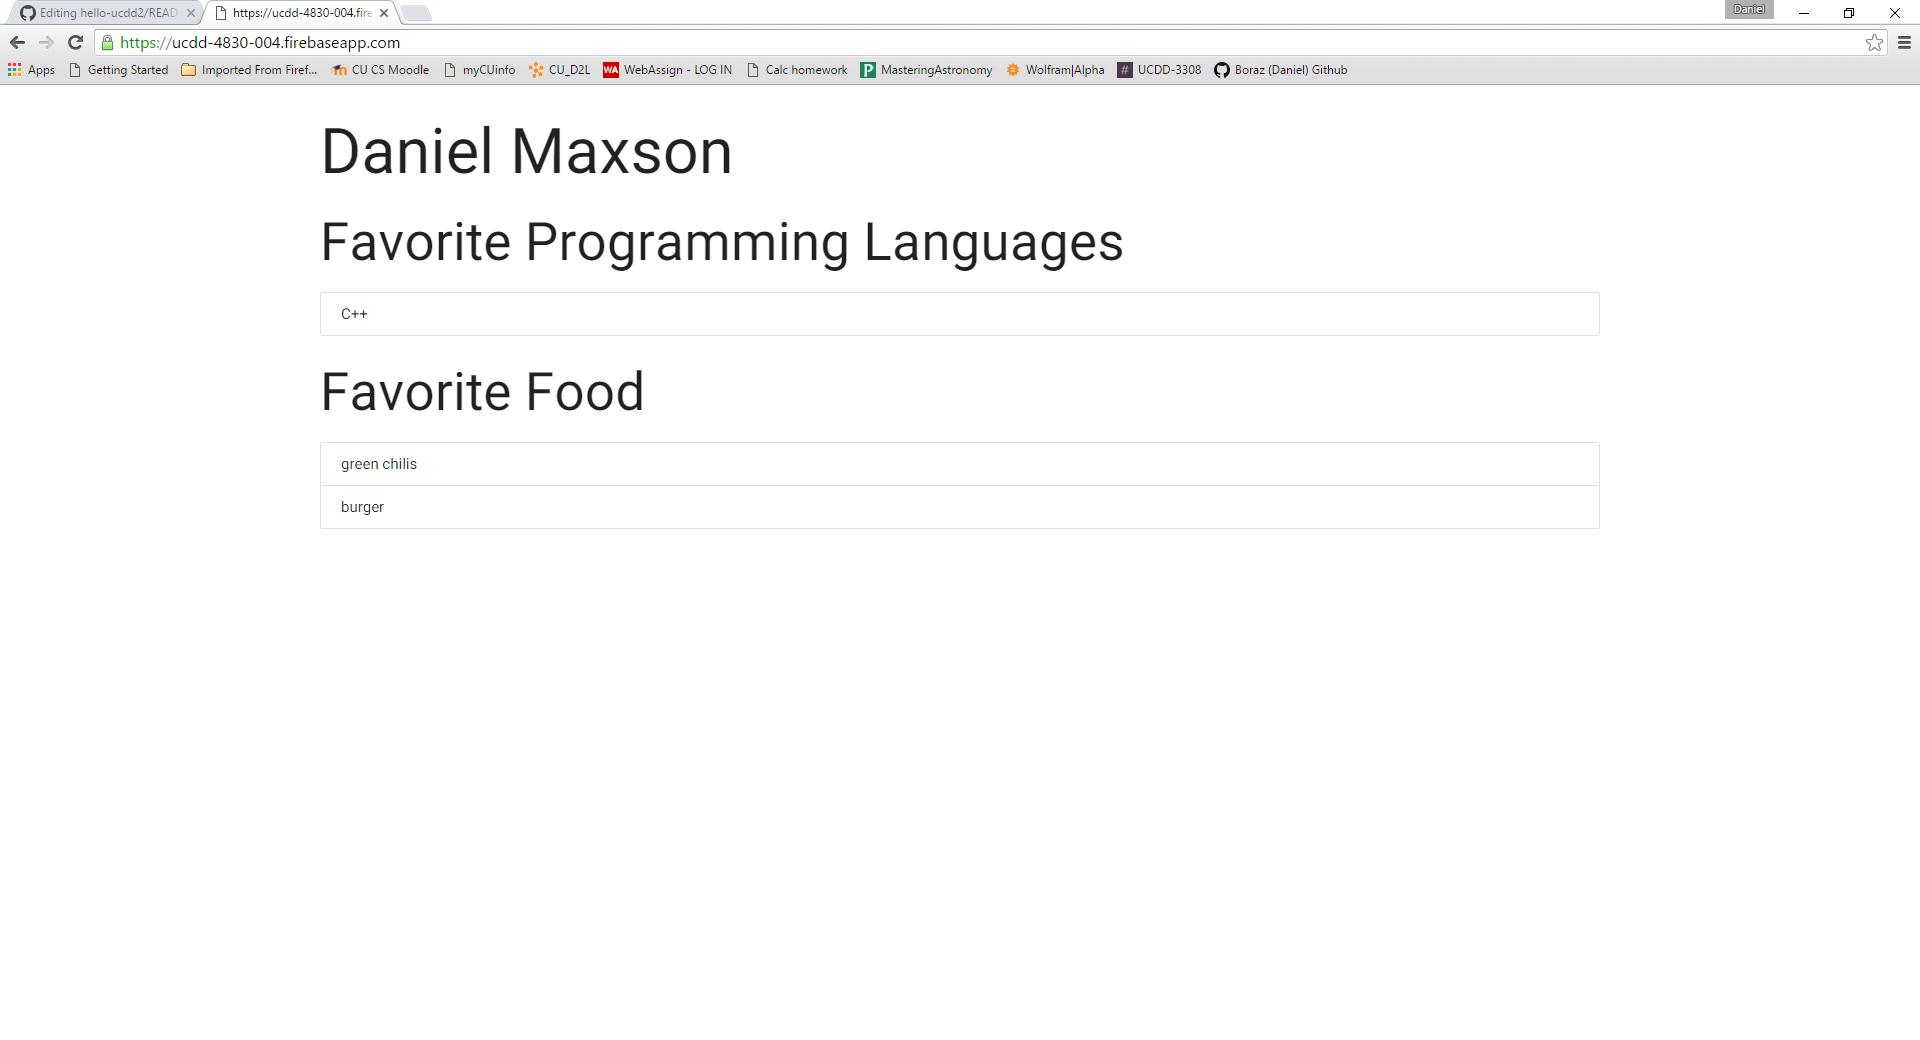 Editing hello-ucdd2/READ
https://ucdd-4830-004.fire
Daniel
https://ucdd-4830-004.firebaseapp.com
Apps Getting Started Imported From Firef... CU CS Moodle myCUinfo CU_D2L WA WebAssign - LOG IN Calc homework P MasteringAstronomy Wolfram|Alpha # UCDD-3308 Boraz (Daniel) Github
Daniel Maxson
Favorite Programming Languages
C++
Favorite Food
green chilis
burger